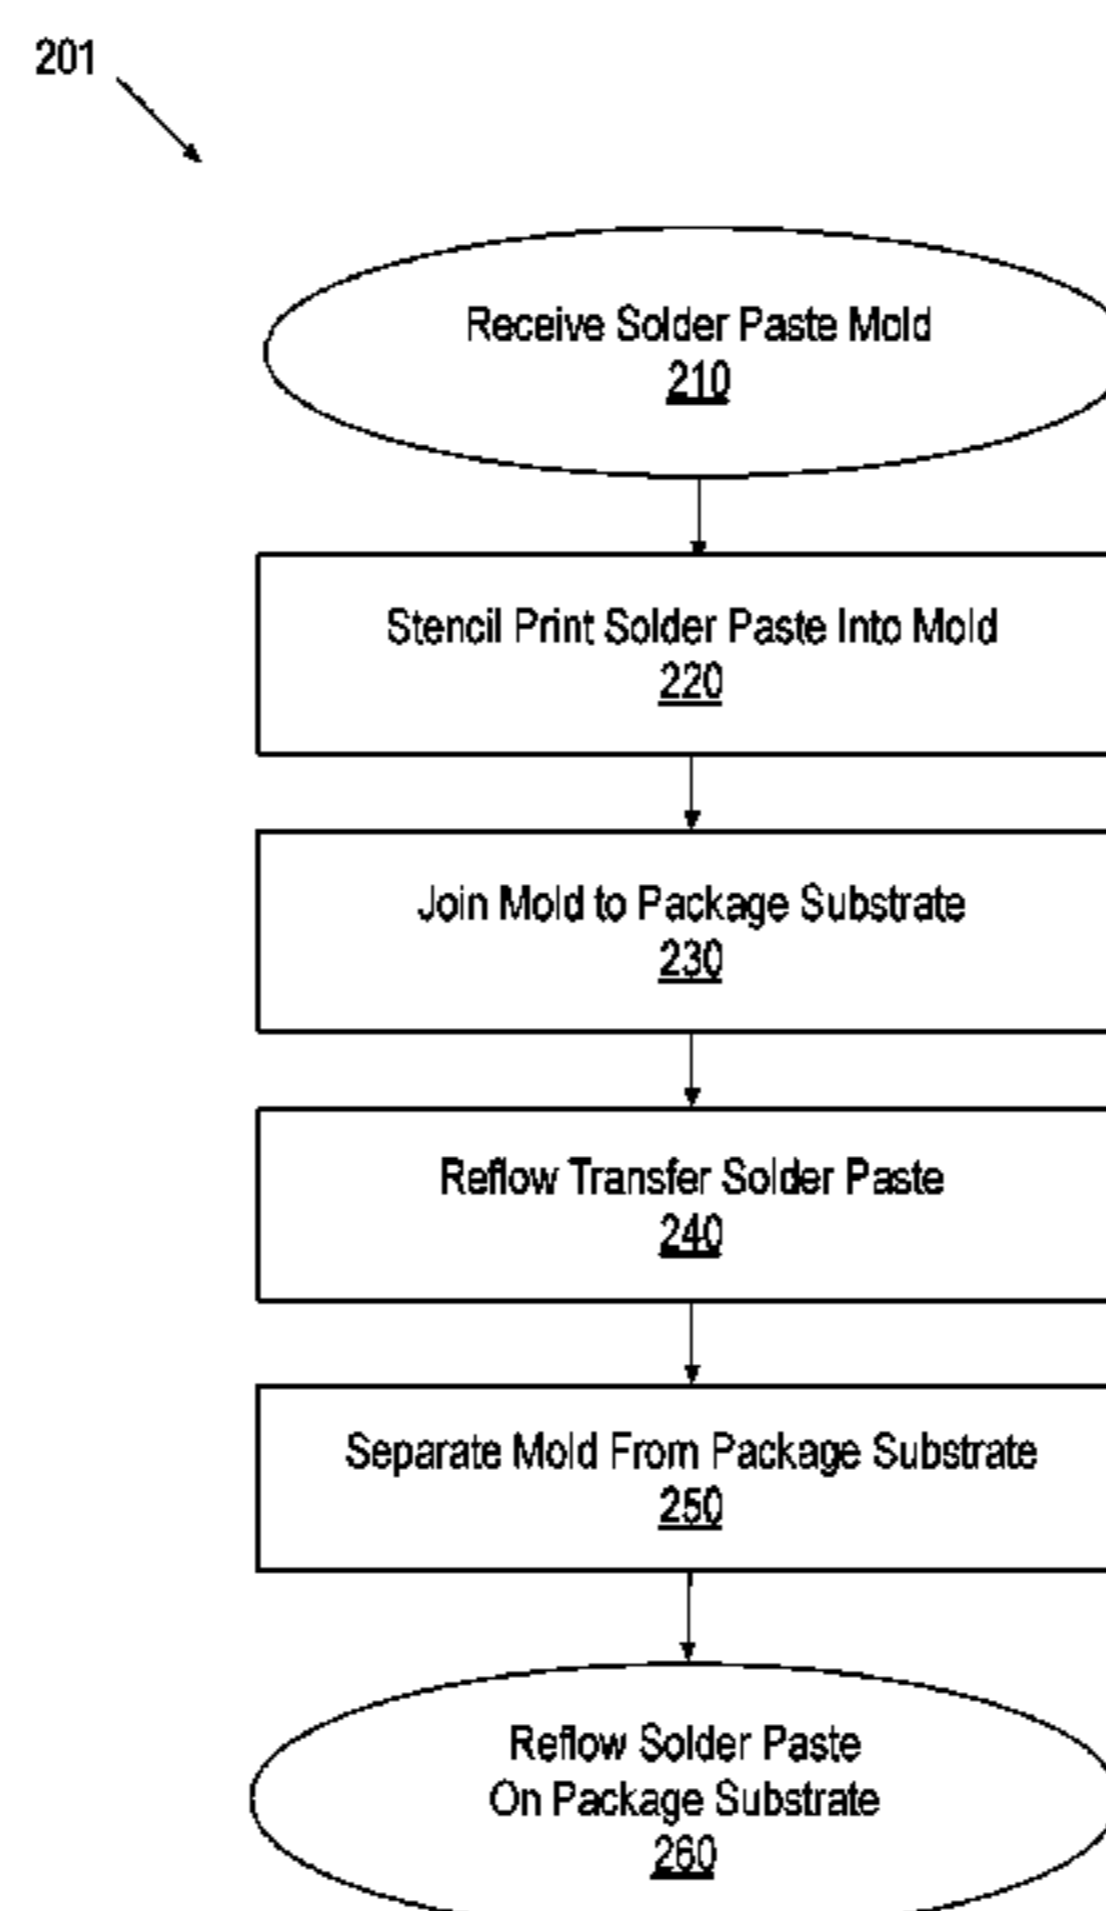 201
Receive Solder Paste Mold
210
Stencil Print Solder Paste Into Mold
220
Join Mold to Package Substrate
230
Reflow Transfer Solder Paste
240
Separate Mold From Package Substrate
250
Reflow Solder Paste
On Package Substrate
260